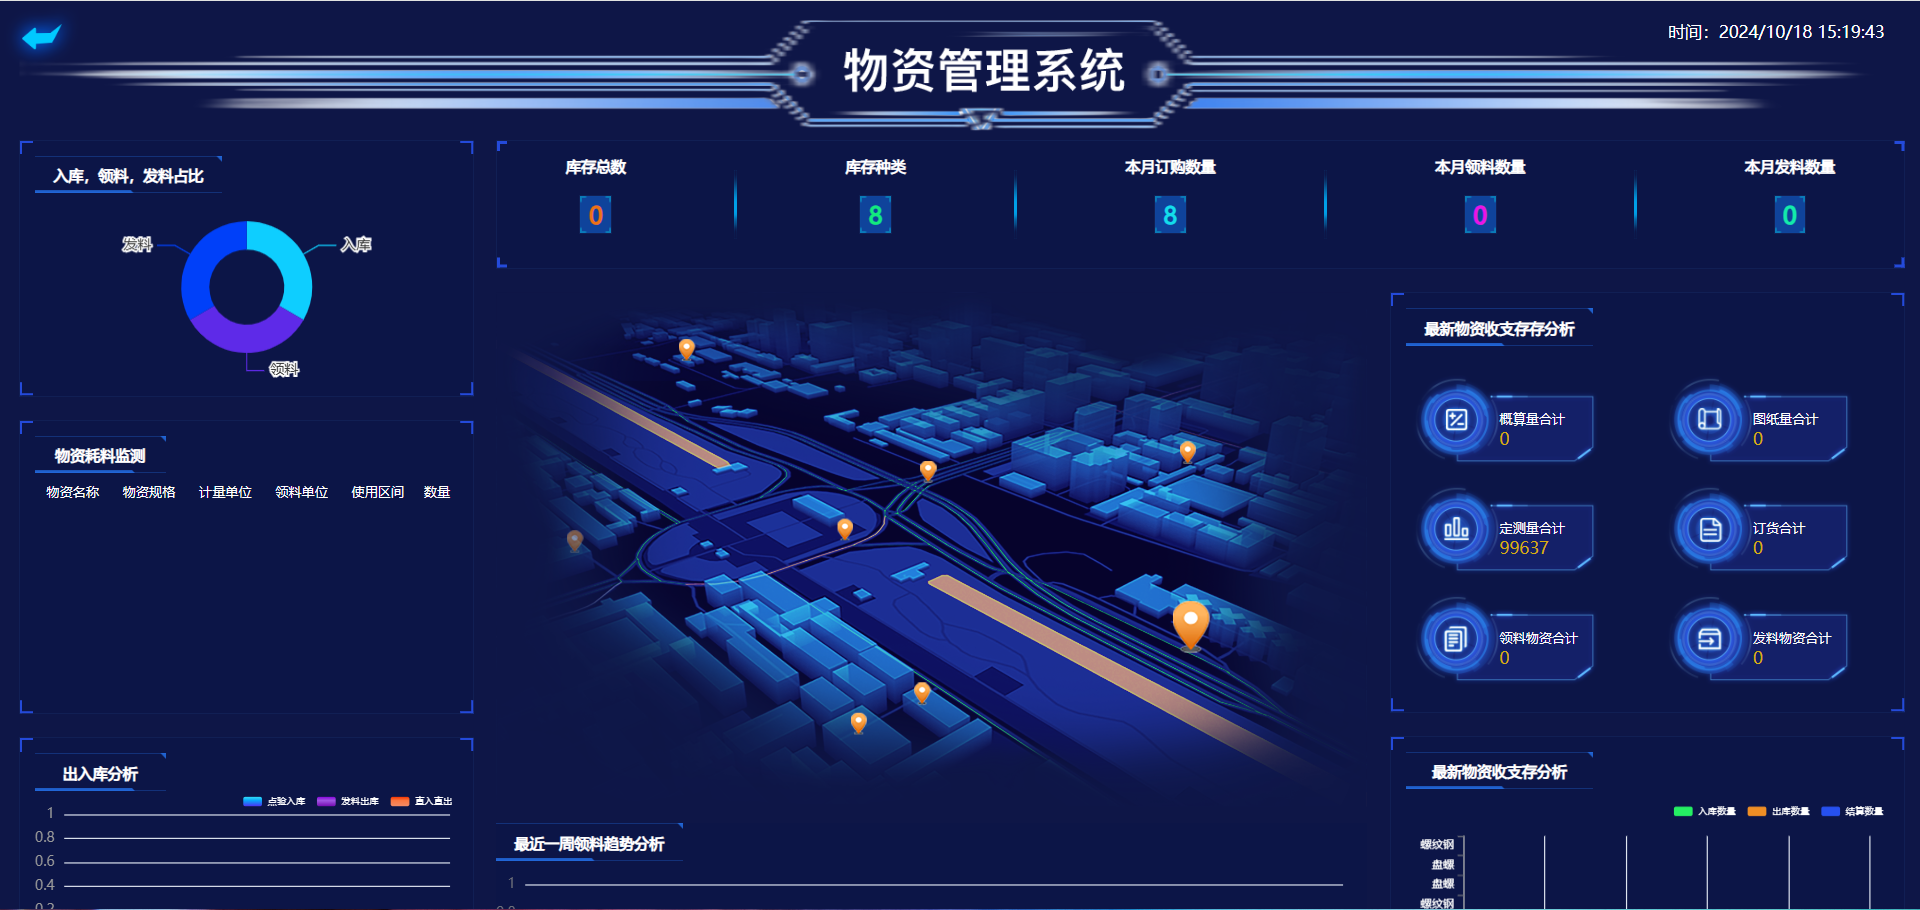 时间：2024/10/18 15:19:43
物资管理系统
入库，领料，发料占比
发料
入库
领料
库存总数
0
库存种类
8
本月订购数量
8
本月领料数量
0
本月发料数量
0
物资耗料监测
物资名称 物资规格 计量单位 领料单位 使用区间 数量
最新物资收支存存分析
概算量合计
0
图纸量合计
0
定测量合计
99637
订货合计
0
领料物资合计
0
发料物资合计
0
出入库分析
点验入库 发料出库 直入直出
1
0.8
0.6
0.4
0.2
最近一周领料趋势分析
1
0.8
最新物资收支存分析
入库数量 出库数量 结算数量
螺纹钢
盘螺
盘螺
螺纹钢